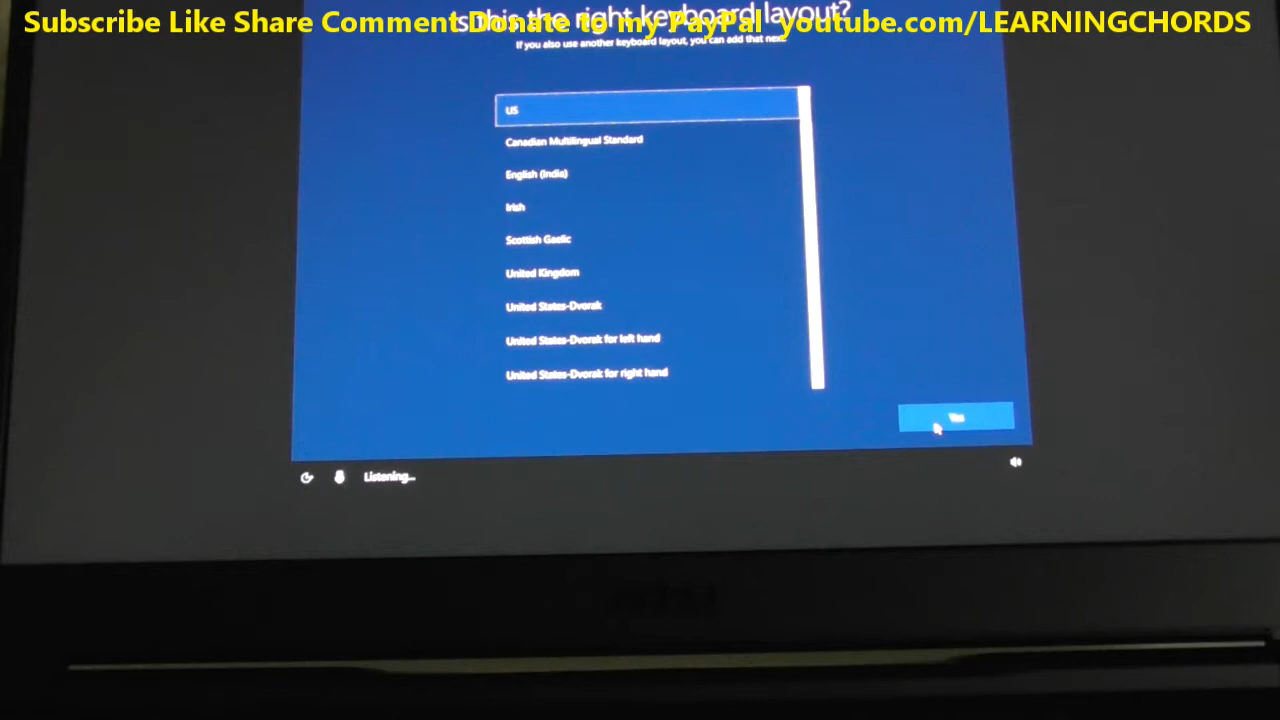 Subscribe Like Share Comment Donate to my PayPal youtube.com/LEARNINGCHORDS
Is this the right keyboard layout?
If you also use another keyboard layout, you can add that next.
US
Canadian Multilingual Standard
English (India)
Irish
Scottish Gaelic
United Kingdom
United States-Dvorak
United States-Dvorak for left hand
United States-Dvorak for right hand
Yes
Listening...